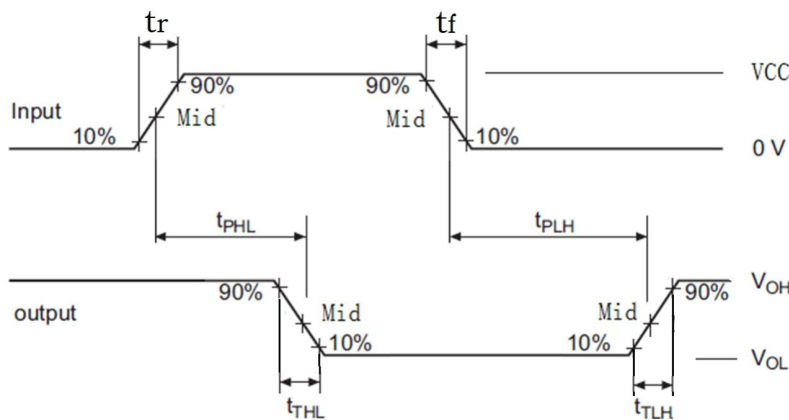 tr
tf
90%
90%
VCC
Input
Mid
Mid
10%
10%
0 V
tPHL
tPLH
90%
90%
VOH
output
Mid
Mid
10%
10%
VOL
tTHL
tTLH